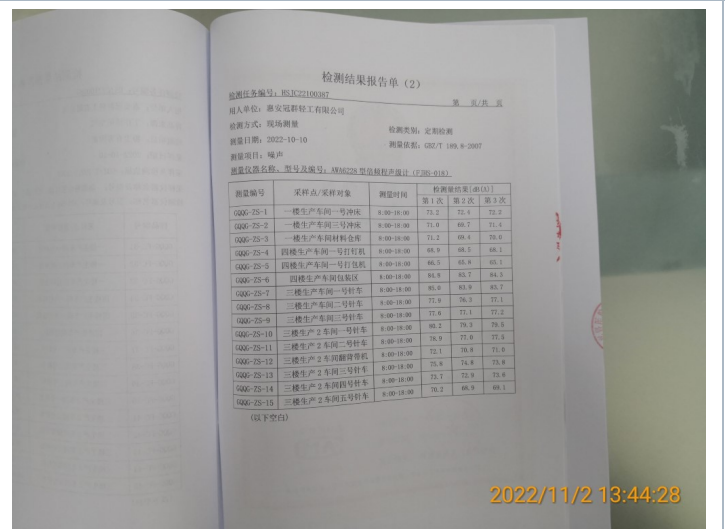 检测结果报告单（2）
检测任务编号：HSJC22100387 第 页/共 页
用人单位：惠安冠群轻工有限公司
检测方式：现场测量 检测类别：定期检测
测量日期：2022-10-10 测量依据：GBZ/T 189.8-2007
测量项目：噪声
测量仪器名称、型号及编号：AWA6228 型倍频程声级计（FJHS-018）
测量编号 采样点/采样对象 测量时间 检测量结果[dB(A)]
第1次 第2次 第3次
GQQG-ZS-1 一楼生产车间一号冲床 8:00-18:00 73.2 72.4 72.2
GQQG-ZS-2 一楼生产车间三号冲床 8:00-18:00 71.0 69.7 71.4
GQQG-ZS-3 一楼生产车间材料仓库 8:00-18:00 71.2 69.4 70.0
GQQG-ZS-4 四楼生产车间一号打钉机 8:00-18:00 68.9 68.5 68.1
GQQG-ZS-5 四楼生产车间一号打包机 8:00-18:00 66.5 65.8 65.1
GQQG-ZS-6 四楼生产车间包装区 8:00-18:00 84.8 85.7 84.5
GQQG-ZS-7 三楼生产车间一号针车 8:00-18:00 85.0 83.8 83.7
GQQG-ZS-8 三楼生产车间二号针车 8:00-18:00 77.9 76.3 77.1
GQQG-ZS-9 三楼生产车间三号针车 8:00-18:00 77.6 77.1 77.2
GQQG-ZS-10 三楼生产2车间一号针车 8:00-18:00 80.2 79.3 79.5
GQQG-ZS-11 三楼生产2车间二号针车 8:00-18:00 76.9 77.0 77.3
GQQG-ZS-12 三楼生产2车间翻背带机 8:00-18:00 72.1 70.8 71.0
GQQG-ZS-13 三楼生产2车间三号针车 8:00-18:00 75.0 74.8 73.8
GQQG-ZS-14 三楼生产2车间四号针车 8:00-18:00 73.7 72.9 73.6
GQQG-ZS-15 三楼生产2车间五号针车 8:00-18:00 70.2 68.9 69.1
（以下空白）
2022/11/2 13:44:28